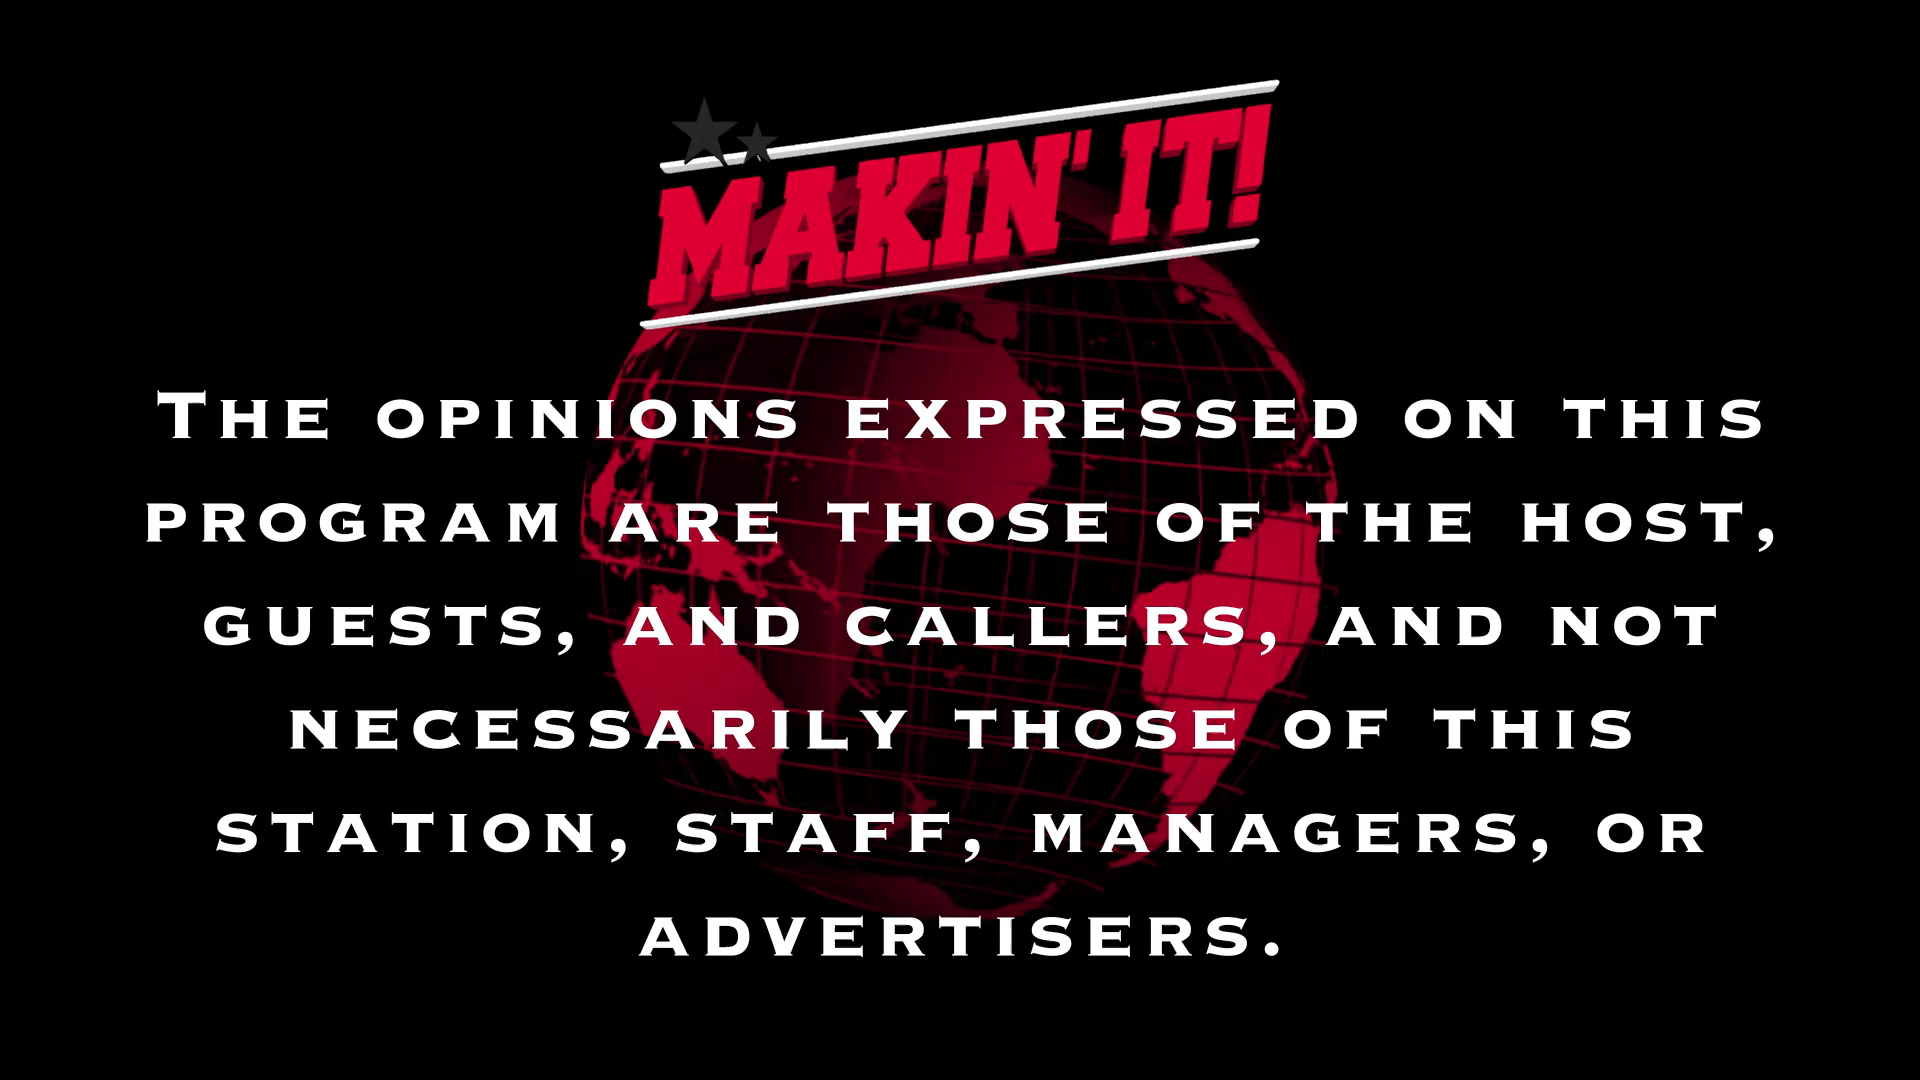 MAKIN' IT!
The opinions expressed on this
program are those of the host,
guests, and callers, and not
necessarily those of this
station, staff, managers, or
advertisers.